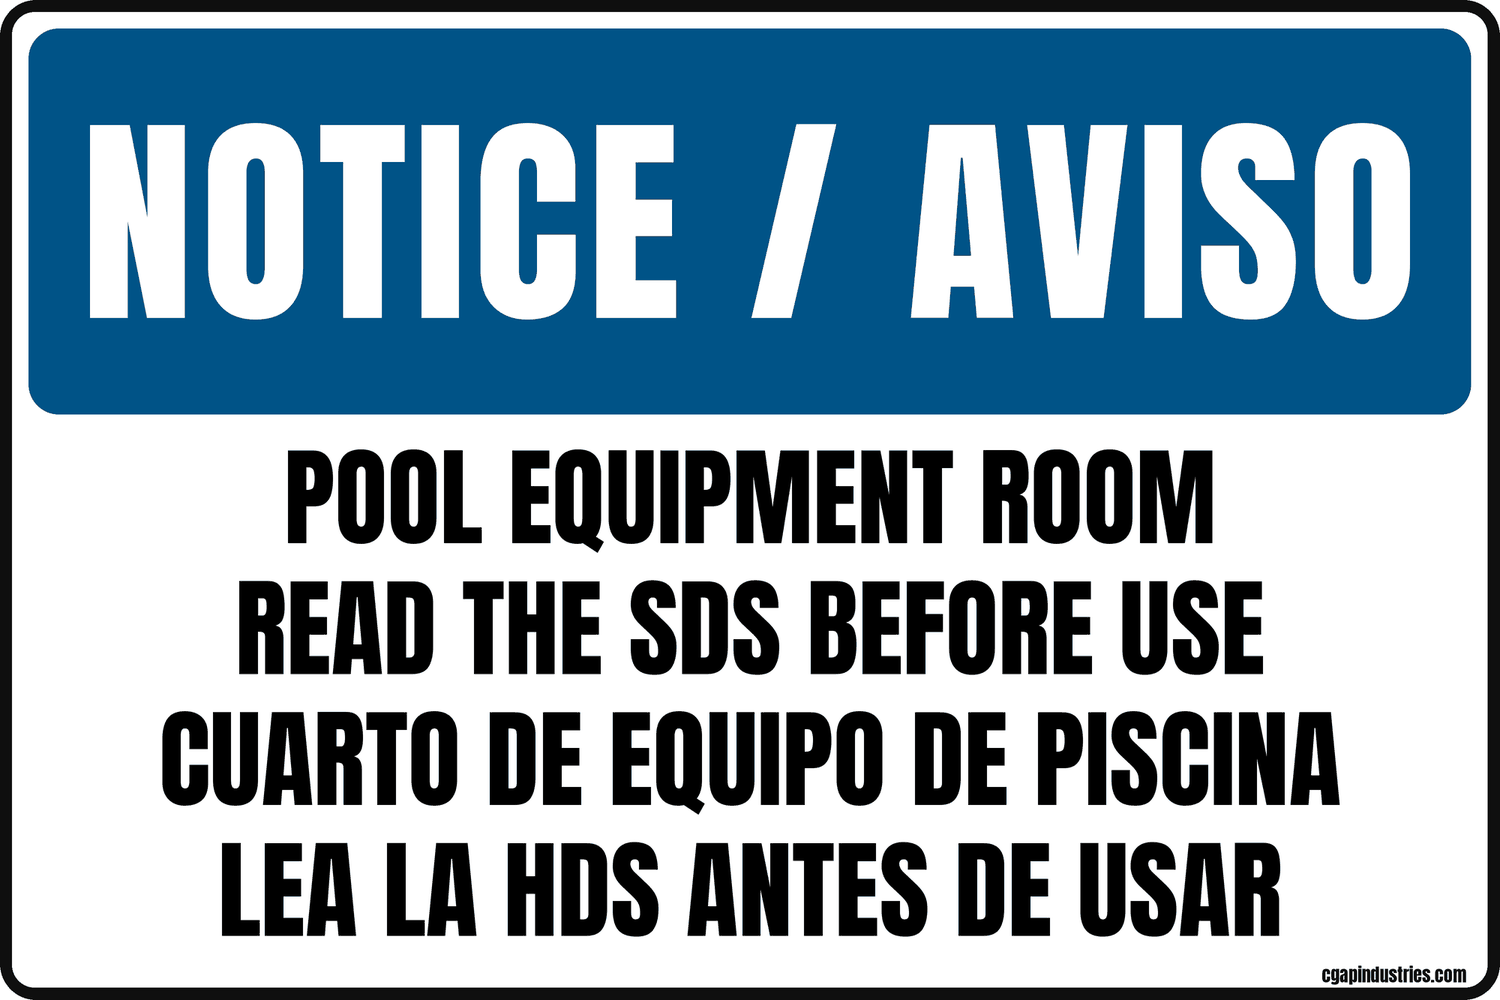 NOTICE / AVISO
POOL EQUIPMENT ROOM
READ THE SDS BEFORE USE
CUARTO DE EQUIPO DE PISCINA
LEA LA HDS ANTES DE USAR
cgapindustries.com